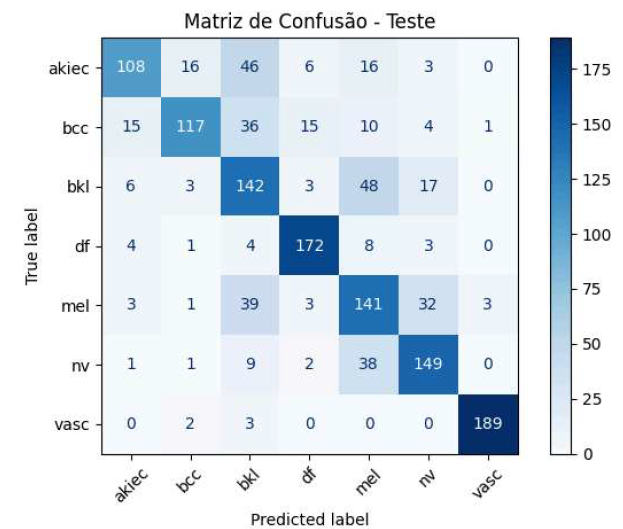 Matriz de Confusão - Teste
akiec 108 16 46 6 16 3 0
bcc 15 117 36 15 10 4 1
bkl 6 3 142 3 48 17 0
df 4 1 4 172 8 3 0
mel 3 1 39 3 141 32 3
nv 1 1 9 2 38 149 0
vasc 0 2 3 0 0 0 189
akiec bcc bkl df mel nv vasc
True label
Predicted label
175
150
125
100
75
50
25
0